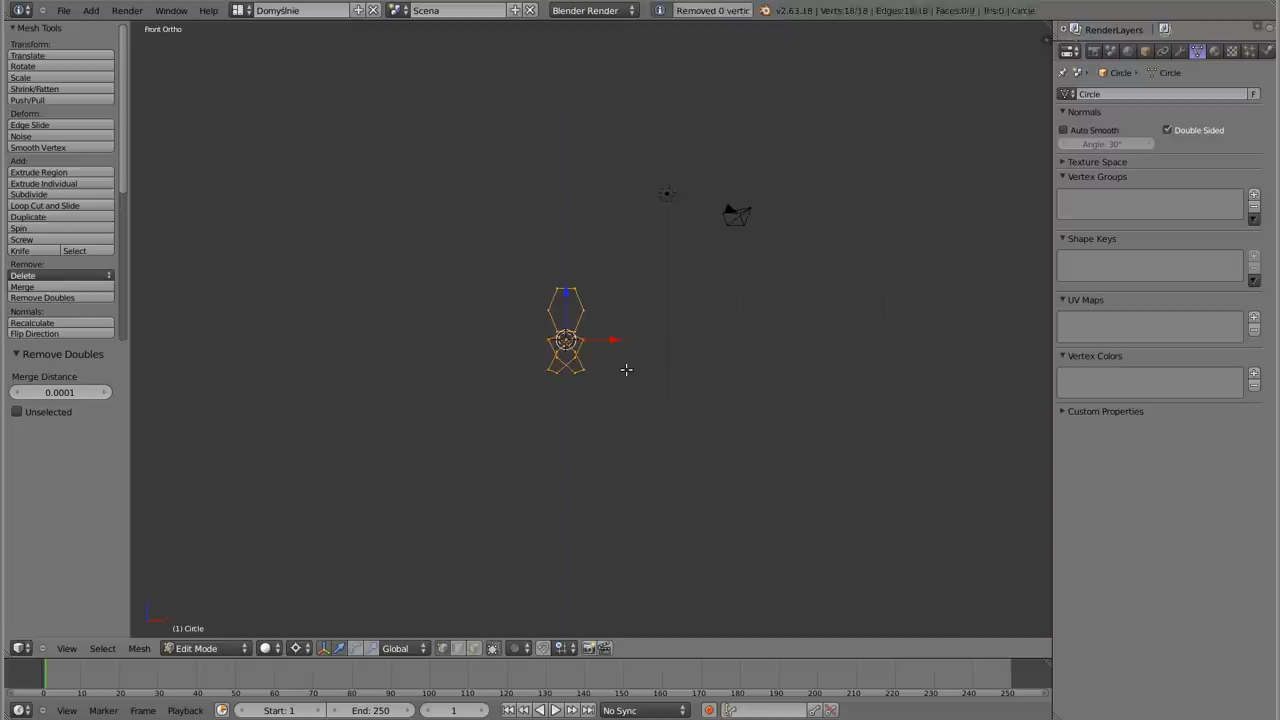 File Add Render Window Help Domyślnie Scena Blender Render Removed 0 vertic v2.63.18 | Verts:18/18 | Edges:18/18 | Faces:0/0 | Tris:0 | Circle
Mesh Tools
Transform:
Translate
Rotate
Scale
Shrink/Fatten
Push/Pull
Deform:
Edge Slide
Noise
Smooth Vertex
Add:
Extrude Region
Extrude Individual
Subdivide
Loop Cut and Slide
Duplicate
Spin
Screw
Knife Select
Remove:
Delete
Merge
Remove Doubles
Normals:
Recalculate
Flip Direction
Remove Doubles
Merge Distance
0.0001
Unselected
Front Ortho
(1) Circle
RenderLayers
Circle Circle
Circle F
Normals
Auto Smooth Double Sided
Angle: 30°
Texture Space
Vertex Groups
Shape Keys
UV Maps
Vertex Colors
Custom Properties
View Select Mesh Edit Mode Global
0 10 20 30 40 50 60 70 80 90 100 110 120 130 140 150 160 170 180 190 200 210 220 230 240 250
View Marker Frame Playback Start: 1 End: 250 1 No Sync